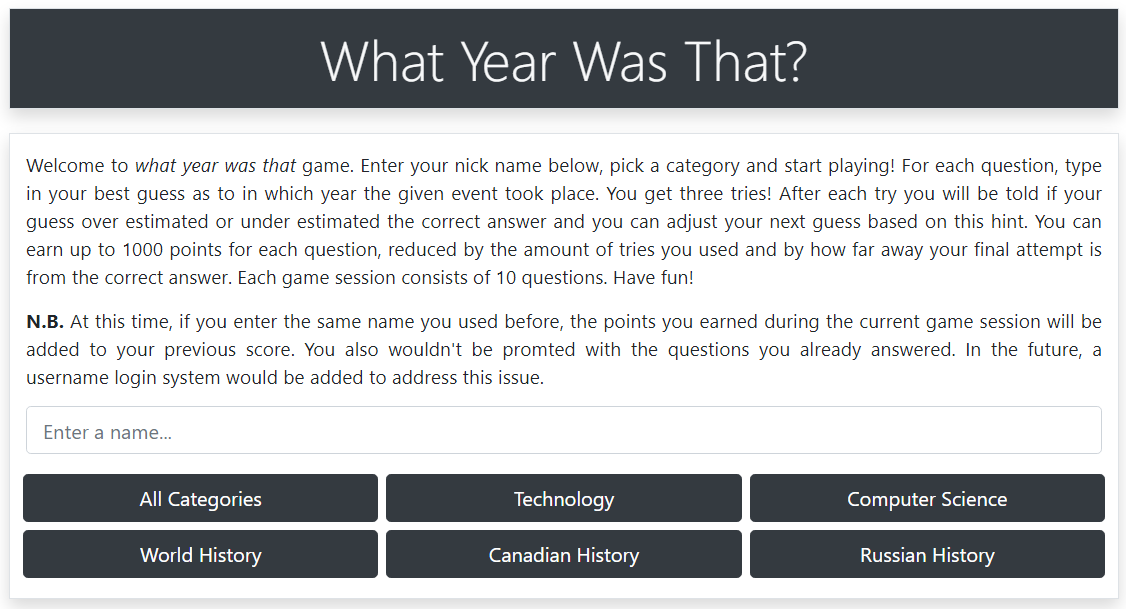 What Year Was That?
Welcome to what year was that game. Enter your nick name below, pick a category and start playing! For each question, type
in your best guess as to in which year the given event took place. You get three tries! After each try you will be told if your
guess over estimated or under estimated the correct answer and you can adjust your next guess based on this hint. You can
earn up to 1000 points for each question, reduced by the amount of tries you used and by how far away your final attempt is
from the correct answer. Each game session consists of 10 questions. Have fun!
N.B. At this time, if you enter the same name you used before, the points you earned during the current game session will be
added to your previous score. You also wouldn't be promted with the questions you already answered. In the future, a
username login system would be added to address this issue.
Enter a name...
All Categories
Technology
Computer Science
World History
Canadian History
Russian History